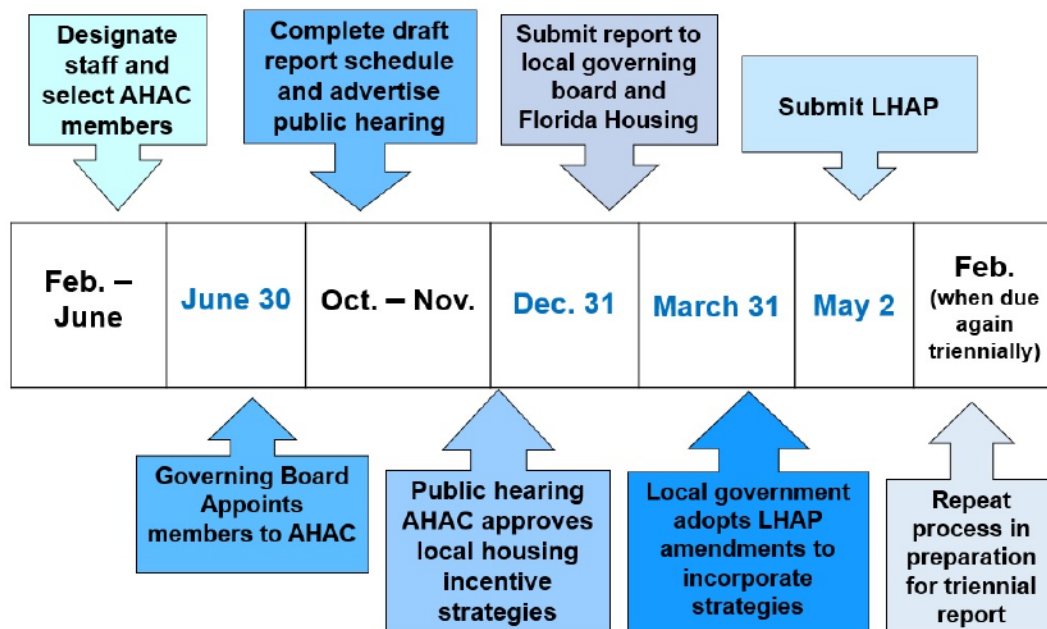 Designate
staff and
select AHAC
members
Complete draft
report schedule
and advertise
public hearing
Submit report to
local governing
board and
Florida Housing
Submit LHAP
Feb. –
June
June 30
Oct. – Nov.
Dec. 31
March 31
May 2
Feb.
(when due
again
triennially)
Governing Board
Appoints
members to AHAC
Public hearing
AHAC approves
local housing
incentive
strategies
Local government
adopts LHAP
amendments to
incorporate
strategies
Repeat
process in
preparation
for triennial
report